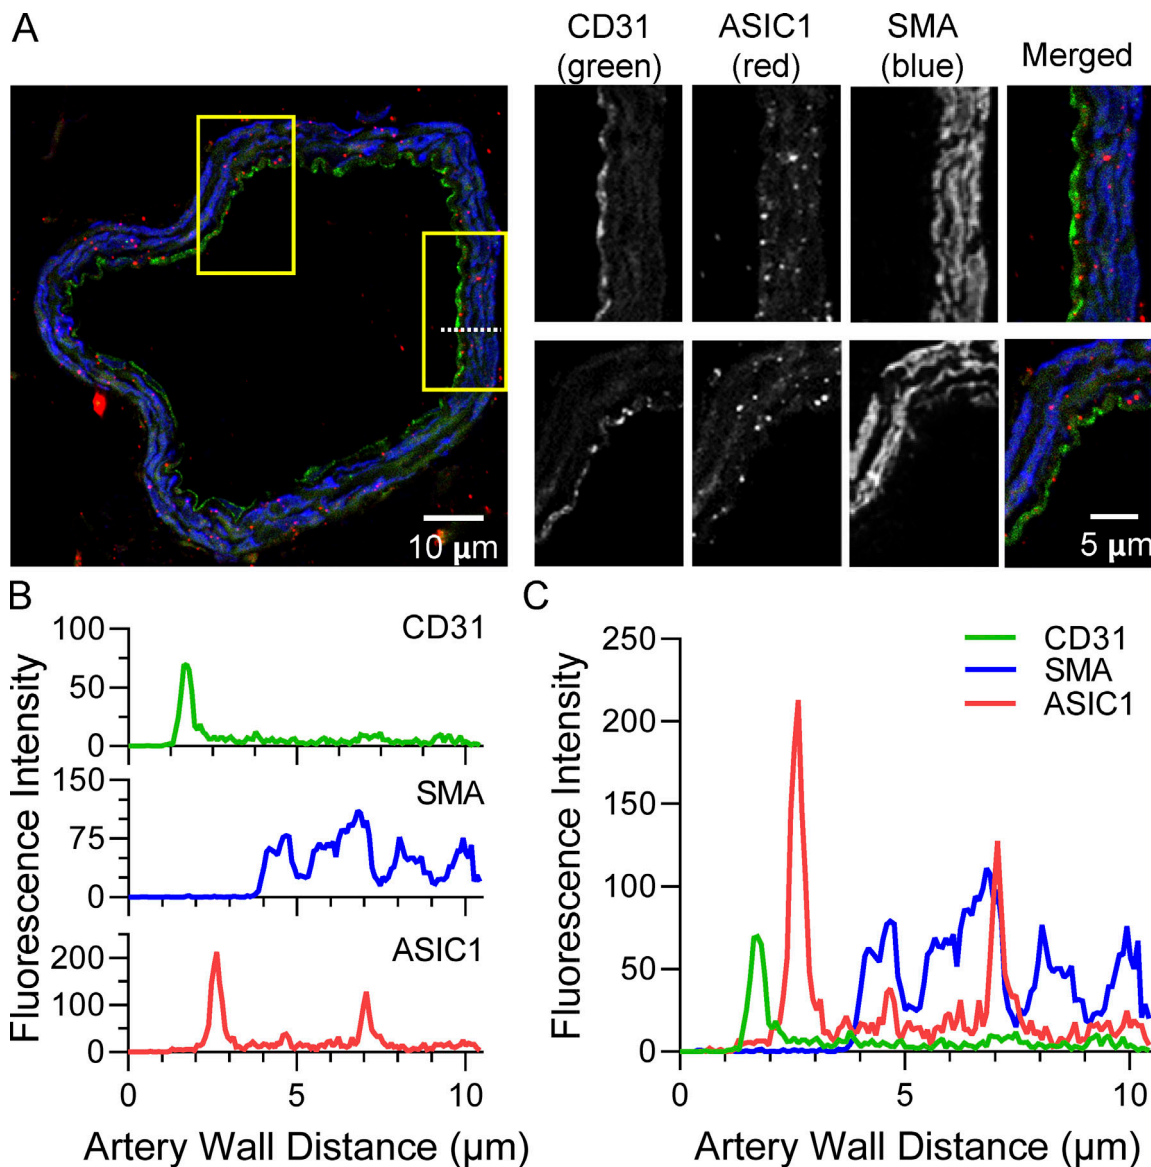 A
CD31
(green)
ASIC1
(red)
SMA
(blue)
Merged
10 μm
5 μm
B
Fluorescence Intensity
100
50
0
CD31
150
75
0
SMA
200
100
0
ASIC1
0
5
10
Artery Wall Distance (μm)
C
Fluorescence Intensity
250
200
150
100
50
0
CD31
SMA
ASIC1
0
5
10
Artery Wall Distance (μm)